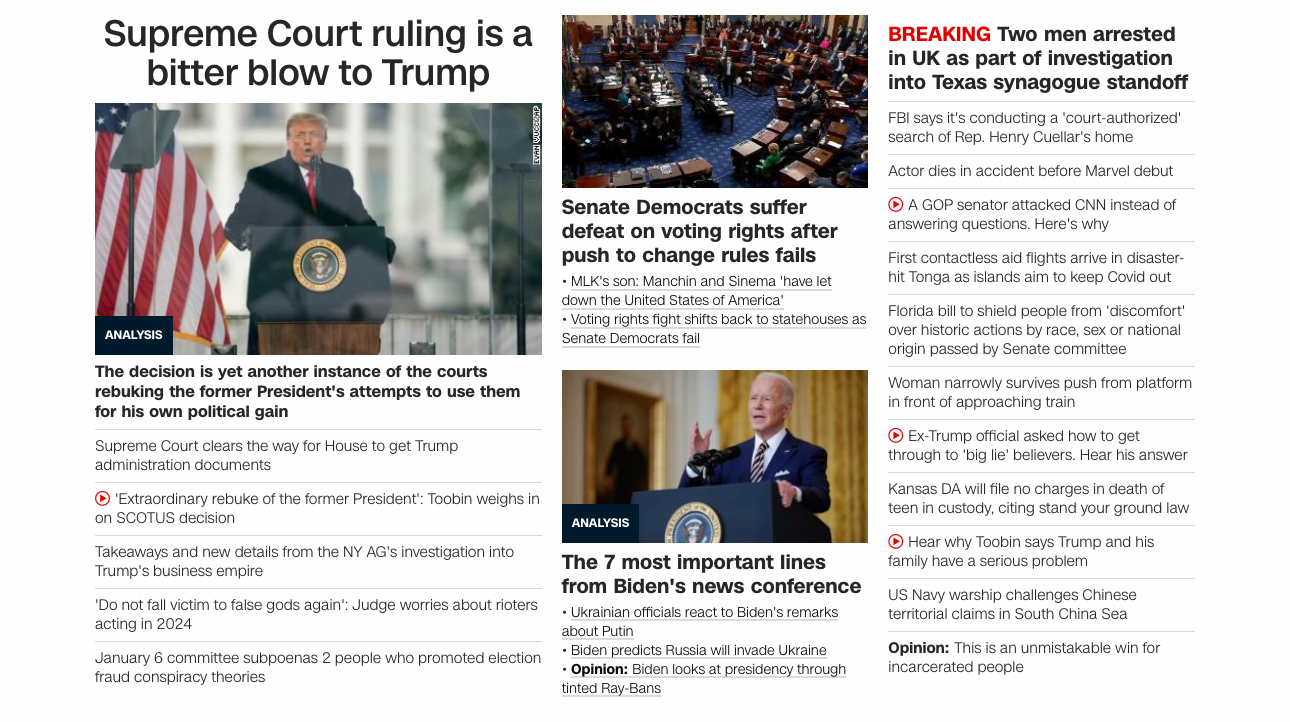 Supreme Court ruling is a
bitter blow to Trump
EVAN VUCCI/AP
ANALYSIS
The decision is yet another instance of the courts
rebuking the former President's attempts to use them
for his own political gain
Supreme Court clears the way for House to get Trump
administration documents
'Extraordinary rebuke of the former President': Toobin weighs in
on SCOTUS decision
Takeaways and new details from the NY AG's investigation into
Trump's business empire
'Do not fall victim to false gods again': Judge worries about rioters
acting in 2024
January 6 committee subpoenas 2 people who promoted election
fraud conspiracy theories
Senate Democrats suffer
defeat on voting rights after
push to change rules fails
• MLK's son: Manchin and Sinema 'have let
down the United States of America'
• Voting rights fight shifts back to statehouses as
Senate Democrats fail
ANALYSIS
The 7 most important lines
from Biden's news conference
• Ukrainian officials react to Biden's remarks
about Putin
• Biden predicts Russia will invade Ukraine
• Opinion: Biden looks at presidency through
tinted Ray-Bans
BREAKING Two men arrested
in UK as part of investigation
into Texas synagogue standoff
FBI says it's conducting a 'court-authorized'
search of Rep. Henry Cuellar's home
Actor dies in accident before Marvel debut
A GOP senator attacked CNN instead of
answering questions. Here's why
First contactless aid flights arrive in disaster-
hit Tonga as islands aim to keep Covid out
Florida bill to shield people from 'discomfort'
over historic actions by race, sex or national
origin passed by Senate committee
Woman narrowly survives push from platform
in front of approaching train
Ex-Trump official asked how to get
through to 'big lie' believers. Hear his answer
Kansas DA will file no charges in death of
teen in custody, citing stand your ground law
Hear why Toobin says Trump and his
family have a serious problem
US Navy warship challenges Chinese
territorial claims in South China Sea
Opinion: This is an unmistakable win for
incarcerated people